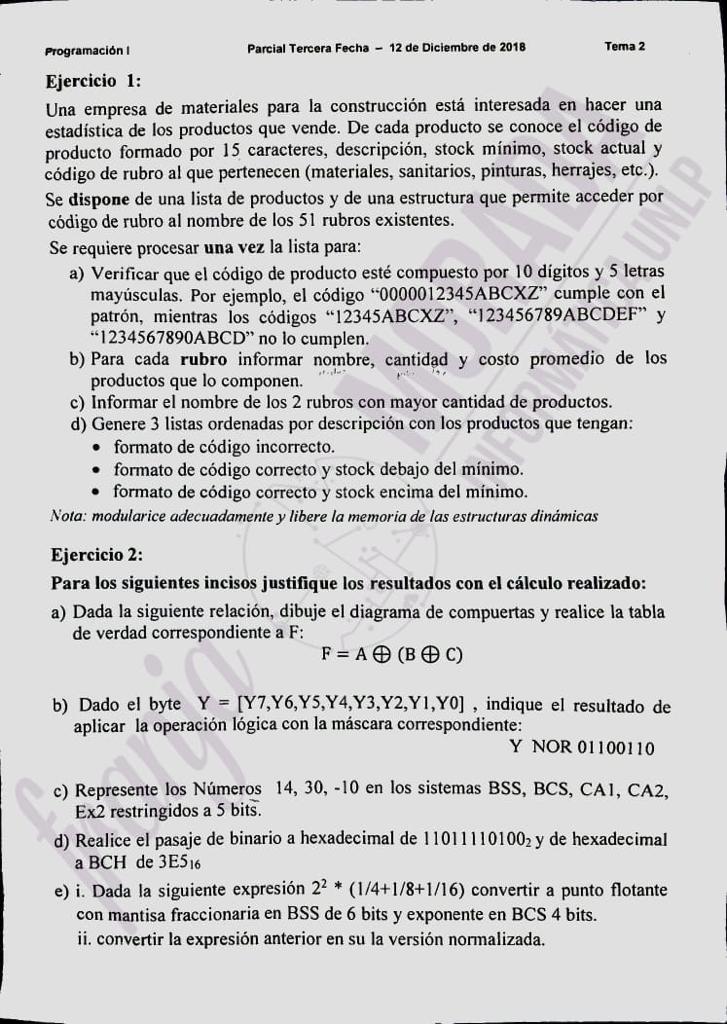 Programación I Parcial Tercera Fecha – 12 de Diciembre de 2018 Tema 2
Ejercicio 1:
Una empresa de materiales para la construcción está interesada en hacer una
estadística de los productos que vende. De cada producto se conoce el código de
producto formado por 15 caracteres, descripción, stock mínimo, stock actual y
código de rubro al que pertenecen (materiales, sanitarios, pinturas, herrajes, etc.).
Se dispone de una lista de productos y de una estructura que permite acceder por
código de rubro al nombre de los 51 rubros existentes.
Se requiere procesar una vez la lista para:
a) Verificar que el código de producto esté compuesto por 10 dígitos y 5 letras
mayúsculas. Por ejemplo, el código “0000012345ABCXZ” cumple con el
patrón, mientras los códigos “12345ABCXZ”, “123456789ABCDEF” y
“1234567890ABCD” no lo cumplen.
b) Para cada rubro informar nombre, cantidad y costo promedio de los
productos que lo componen.
c) Informar el nombre de los 2 rubros con mayor cantidad de productos.
d) Genere 3 listas ordenadas por descripción con los productos que tengan:
• formato de código incorrecto.
• formato de código correcto y stock debajo del mínimo.
• formato de código correcto y stock encima del mínimo.
Nota: modularice adecuadamente y libere la memoria de las estructuras dinámicas
Ejercicio 2:
Para los siguientes incisos justifique los resultados con el cálculo realizado:
a) Dada la siguiente relación, dibuje el diagrama de compuertas y realice la tabla
de verdad correspondiente a F:
F = A ⊕ (B ⊕ C)
b) Dado el byte Y = [Y7,Y6,Y5,Y4,Y3,Y2,Y1,Y0] , indique el resultado de
aplicar la operación lógica con la máscara correspondiente:
Y NOR 01100110
c) Represente los Números 14, 30, -10 en los sistemas BSS, BCS, CA1, CA2,
Ex2 restringidos a 5 bits.
d) Realice el pasaje de binario a hexadecimal de 11011110100₂ y de hexadecimal
a BCH de 3E5₁₆
e) i. Dada la siguiente expresión 2² * (1/4+1/8+1/16) convertir a punto flotante
con mantisa fraccionaria en BSS de 6 bits y exponente en BCS 4 bits.
ii. convertir la expresión anterior en su la versión normalizada.
franja MORADA
INFORMÁTICA UNLP